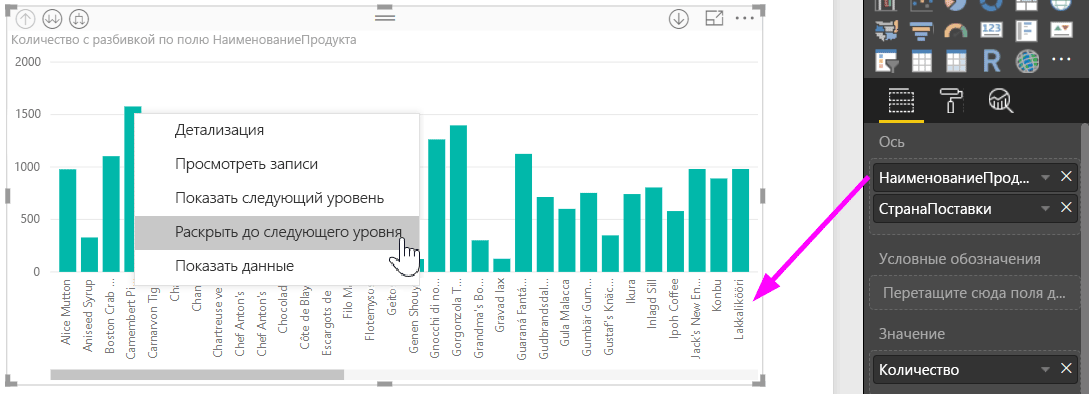 Количество с разбивкой по полю НаименованиеПродукта
2000
1500
1000
500
0
Детализация
Просмотреть записи
Показать следующий уровень
Раскрыть до следующего уровня
Показать данные
Alice Mutton
Aniseed Syrup
Boston Crab ...
Camembert Pi...
Carnarvon Tig
Cha
Chan
Chartreuse ve
Chef Anton's
Chef Anton's
Chocolad
Côte de Blay
Escargots de
Filo M
Flotemyso
Geito
Genen Shouy
Gnocchi di no...
Gorgonzola T...
Grandma's Bo...
Gravad lax
Guaraná Fantá...
Gudbrandsdal...
Gula Malacca
Gumbär Gum...
Gustaf's Knäc...
Ikura
Inlagd Sill
Ipoh Coffee
Jack's New En...
Konbu
Lakkalikööri
123
R
Ось
НаименованиеПрод...
СтранаПоставки
Условные обозначения
Перетащите сюда поля д...
Значение
Количество